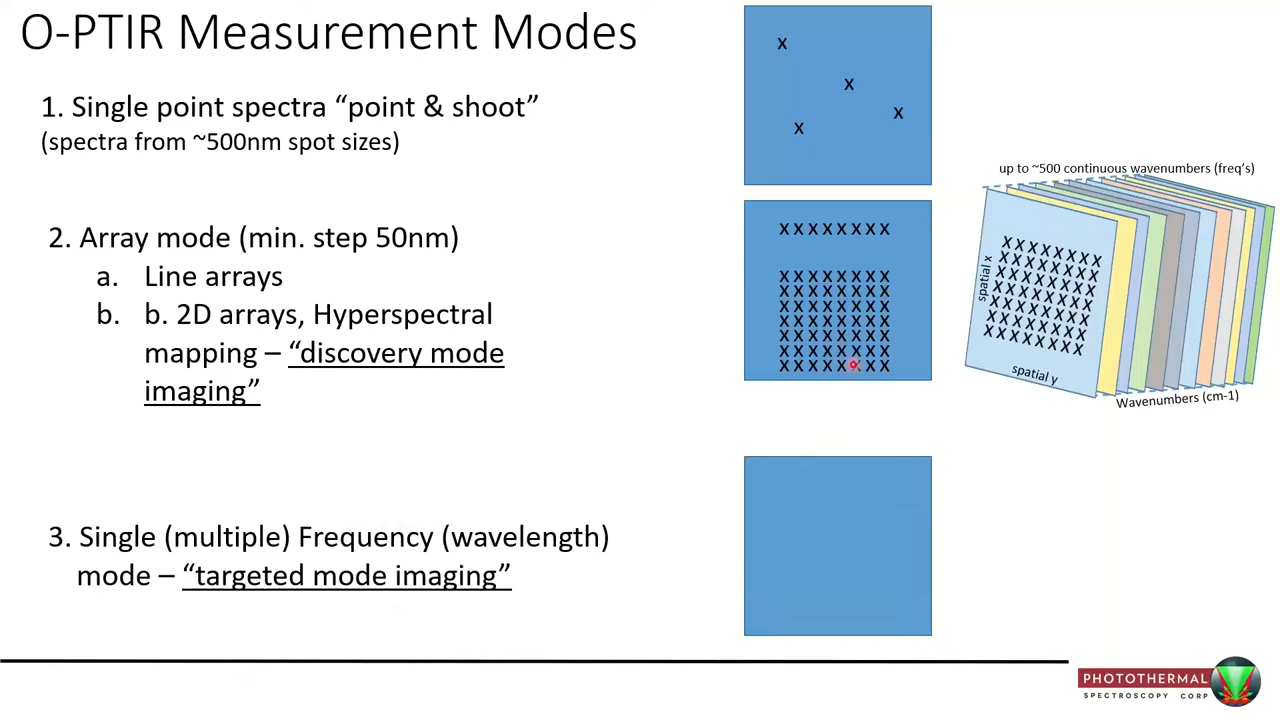 O-PTIR Measurement Modes
1. Single point spectra “point & shoot”
(spectra from ~500nm spot sizes)
2. Array mode (min. step 50nm)
a. Line arrays
b. b. 2D arrays, Hyperspectral
mapping – “discovery mode
imaging”
3. Single (multiple) Frequency (wavelength)
mode – “targeted mode imaging”
X
X
X
X
X X X X X X X X
X X X X X X X X
X X X X X X X X
X X X X X X X X
X X X X X X X X
X X X X X X X X
X X X X X X X X
X X X X X X X X
up to ~500 continuous wavenumbers (freq’s)
X X X X X X X X
X X X X X X X X
X X X X X X X X
X X X X X X X X
X X X X X X X X
X X X X X X X X
X X X X X X X X
spatial x
spatial y
Wavenumbers (cm-1)
PHOTOTHERMAL
SPECTROSCOPY CORP